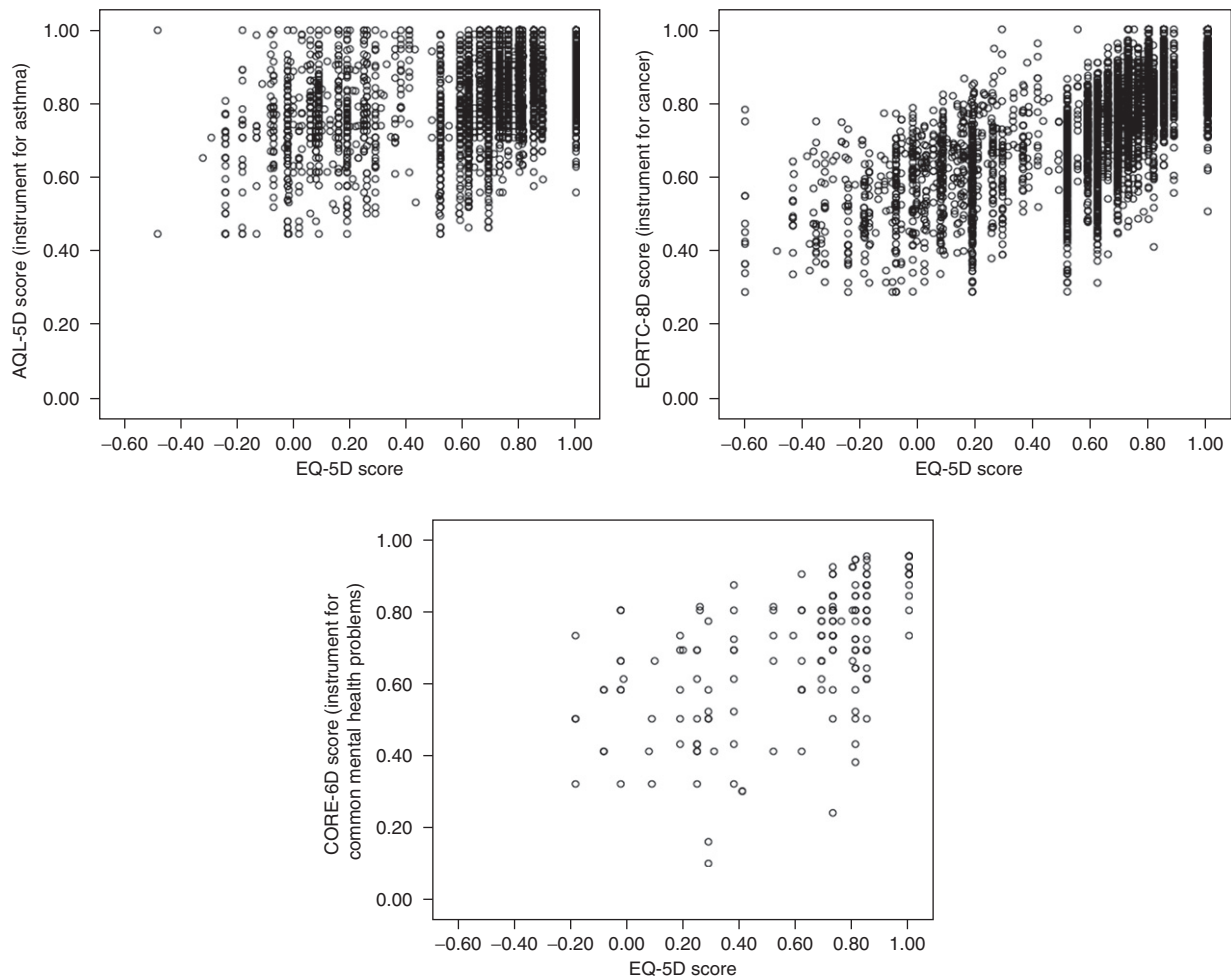 AQL-5D score (instrument for asthma)
1.00
0.80
0.60
0.40
0.20
0.00
−0.60 −0.40 −0.20 0.00 0.20 0.40 0.60 0.80 1.00
EQ-5D score
EORTC-8D score (instrument for cancer)
1.00
0.80
0.60
0.40
0.20
0.00
−0.60 −0.40 −0.20 0.00 0.20 0.40 0.60 0.80 1.00
EQ-5D score
CORE-6D score (instrument for
common mental health problems)
1.00
0.80
0.60
0.40
0.20
0.00
−0.60 −0.40 −0.20 0.00 0.20 0.40 0.60 0.80 1.00
EQ-5D score